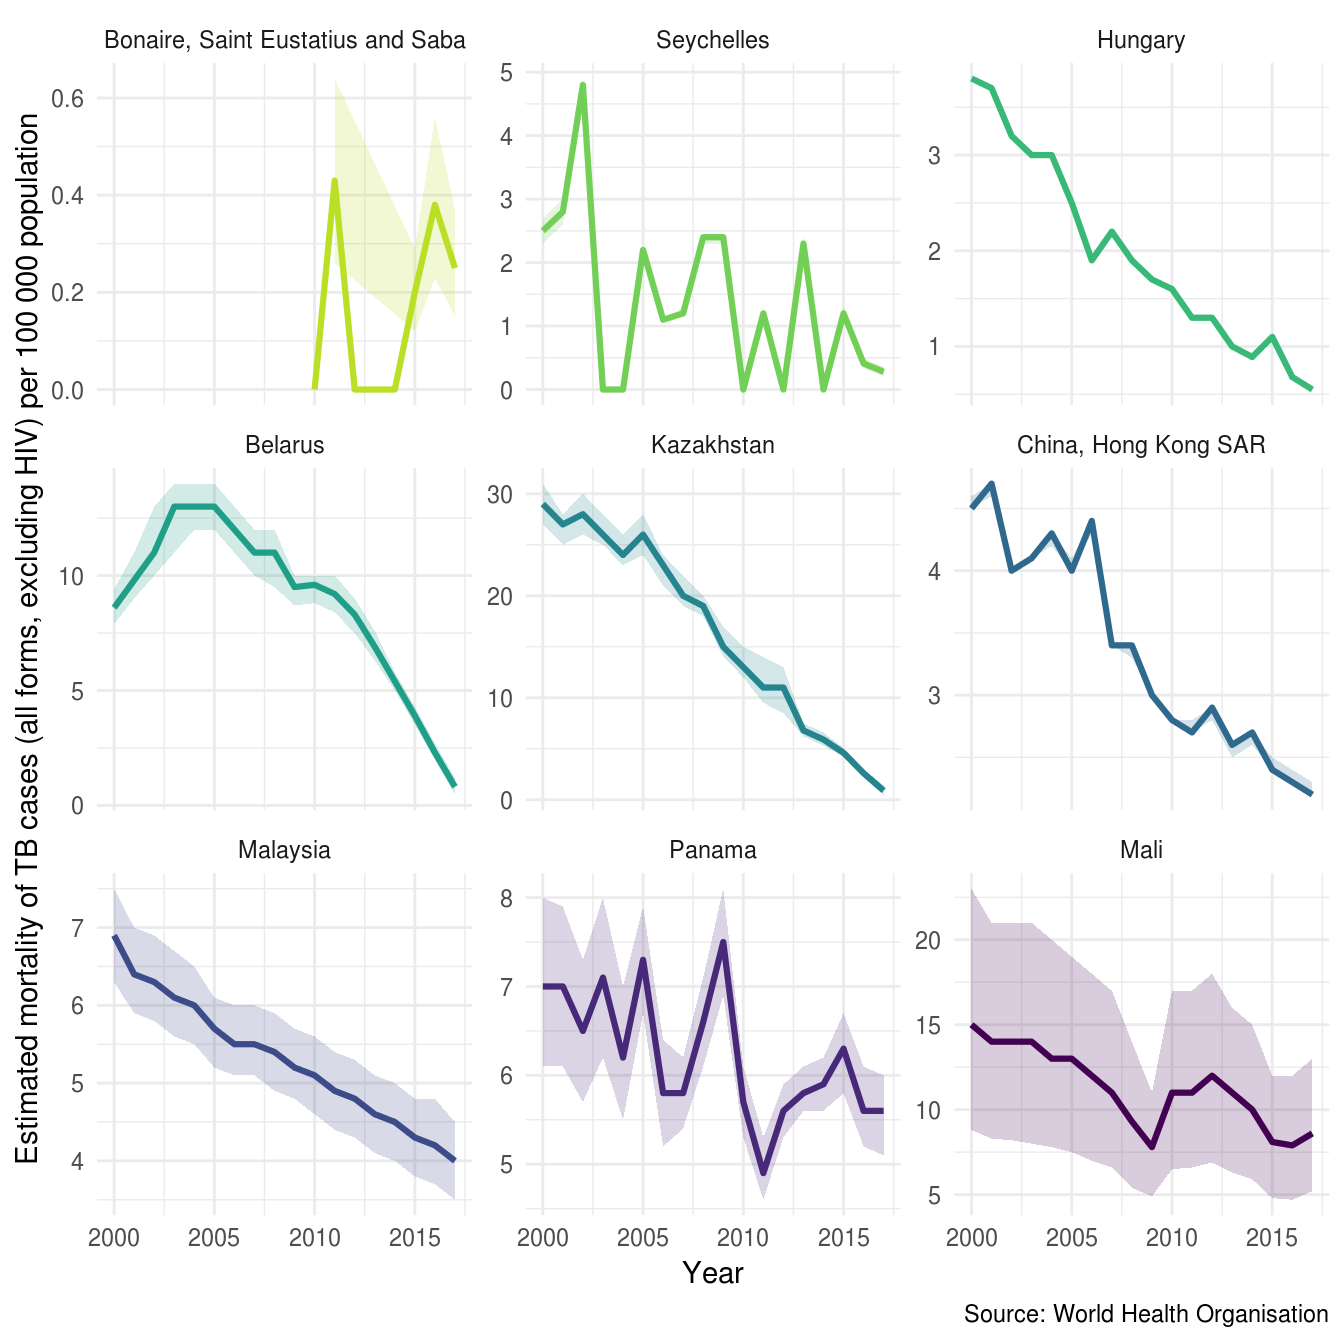 Bonaire, Saint Eustatius and Saba
Seychelles
Hungary
Estimated mortality of TB cases (all forms, excluding HIV) per 100 000 population
0.6
0.4
0.2
0.0
5
4
3
2
1
0
3
2
1
Belarus
Kazakhstan
China, Hong Kong SAR
10
5
0
30
20
10
0
4
3
Malaysia
Panama
Mali
7
6
5
4
8
7
6
5
20
15
10
5
2000 2005 2010 2015
2000 2005 2010 2015
2000 2005 2010 2015
Year
Source: World Health Organisation